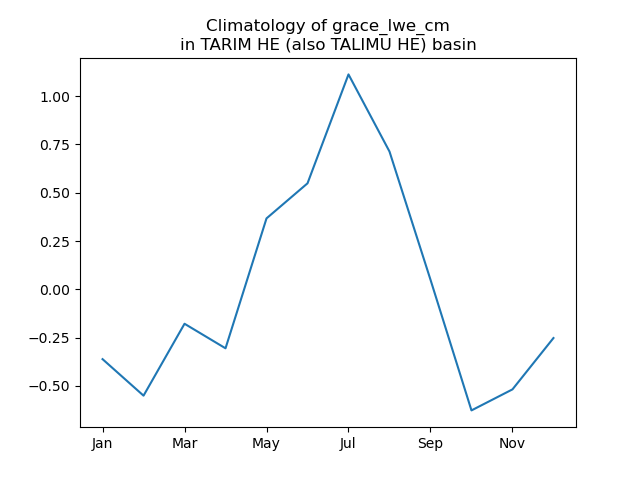 Climatology of grace_lwe_cm
in TARIM HE (also TALIMU HE) basin
1.00
0.75
0.50
0.25
0.00
−0.25
−0.50
Jan Mar May Jul Sep Nov